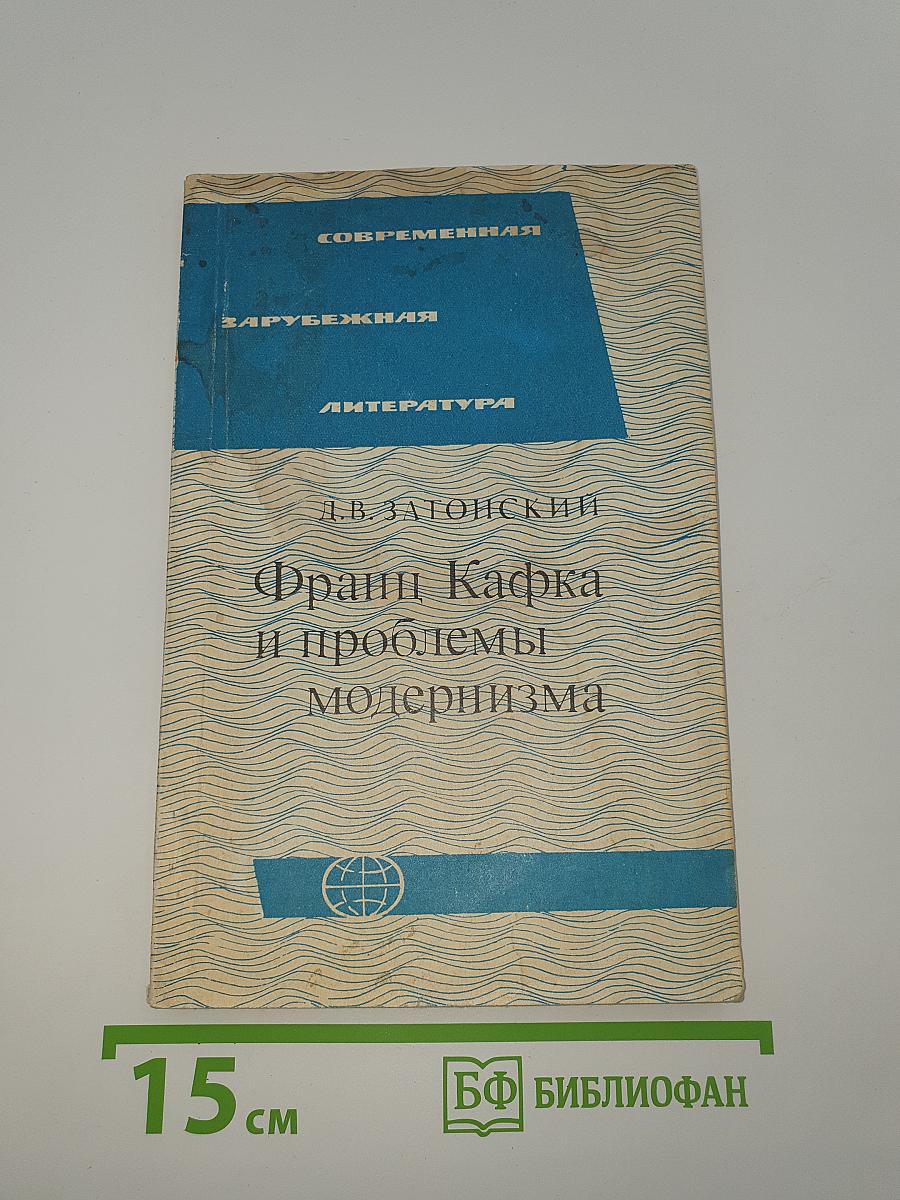 СОВРЕМЕННАЯ
ЗАРУБЕЖНАЯ
ЛИТЕРАТУРА
Д.В. ЗАТОНСКИЙ
Франц Кафка
и проблемы
модернизма
15 см
БФ БИБЛИОФАН